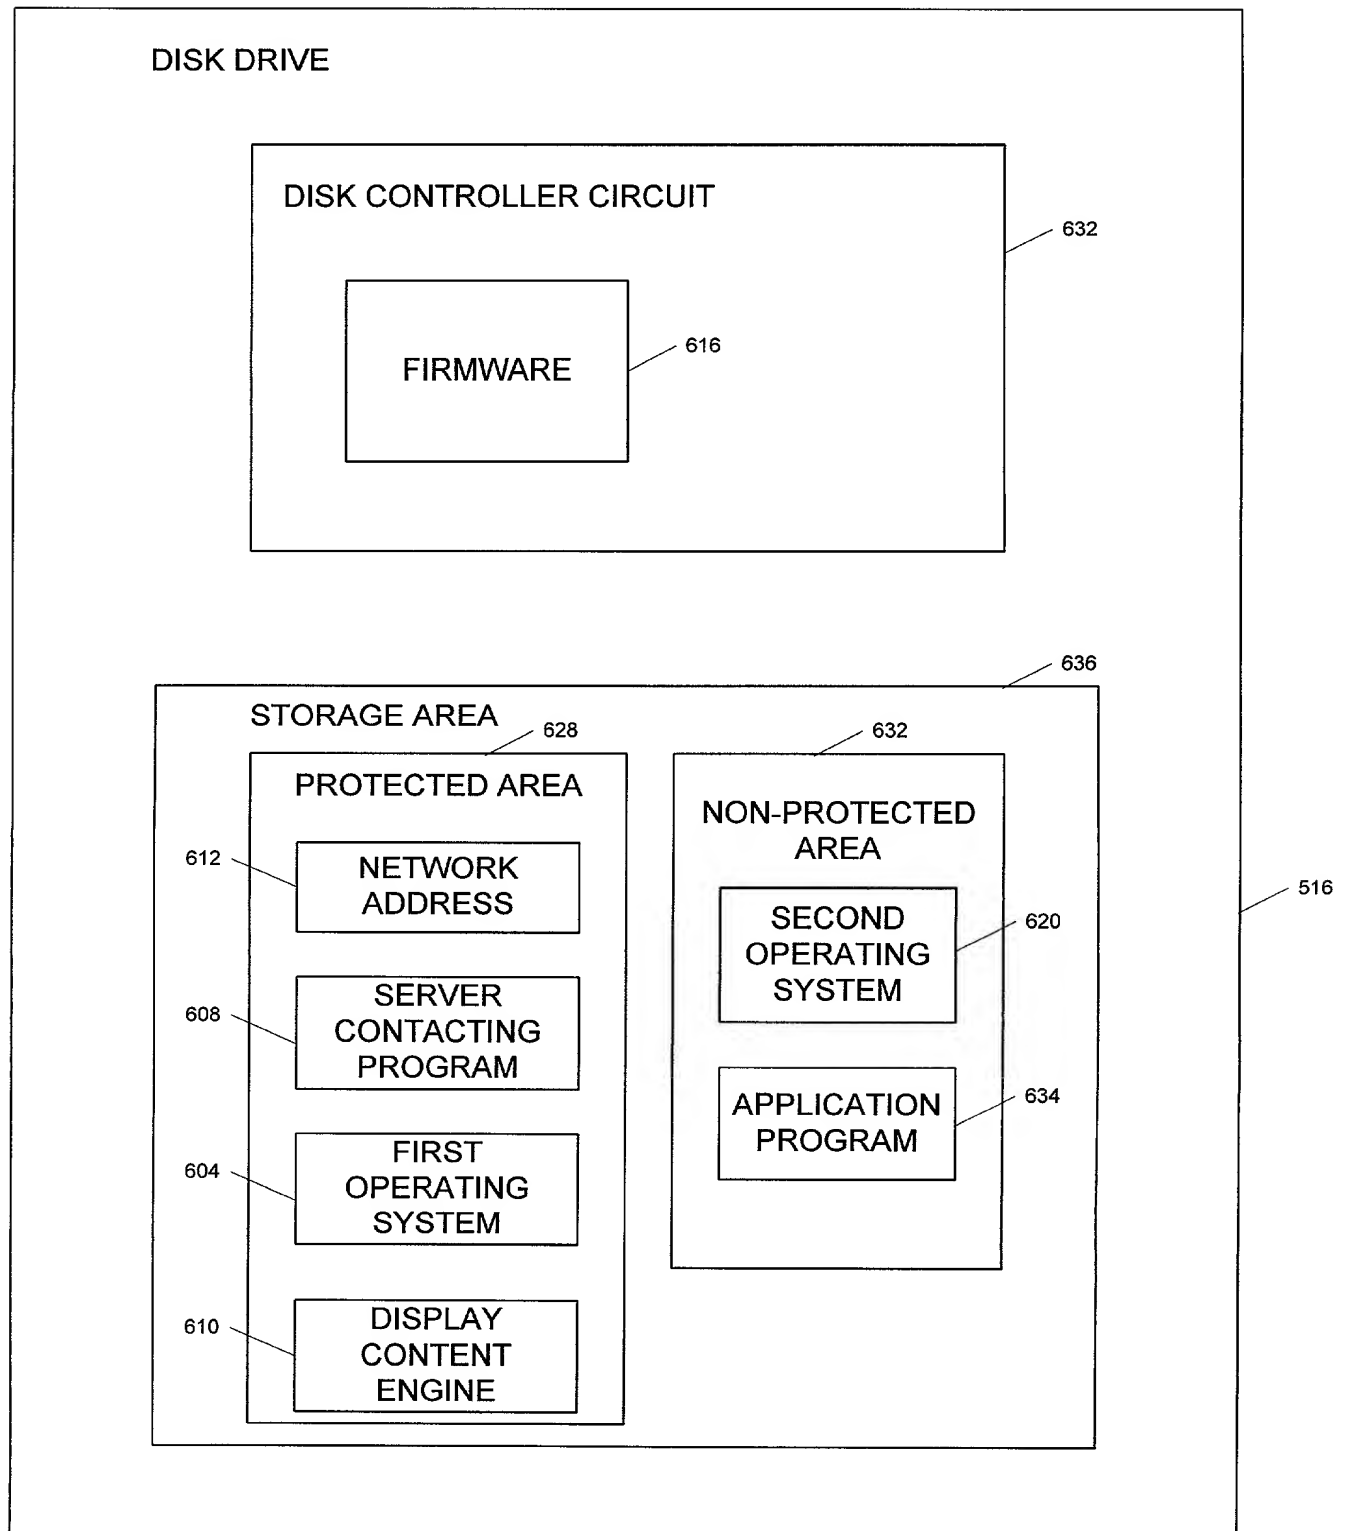 DISK DRIVE
DISK CONTROLLER CIRCUIT
632
FIRMWARE
616
636
STORAGE AREA
628
632
PROTECTED AREA
NON-PROTECTED
AREA
612
NETWORK
ADDRESS
516
SECOND
OPERATING
SYSTEM
620
608
SERVER
CONTACTING
PROGRAM
APPLICATION
PROGRAM
634
604
FIRST
OPERATING
SYSTEM
610
DISPLAY
CONTENT
ENGINE